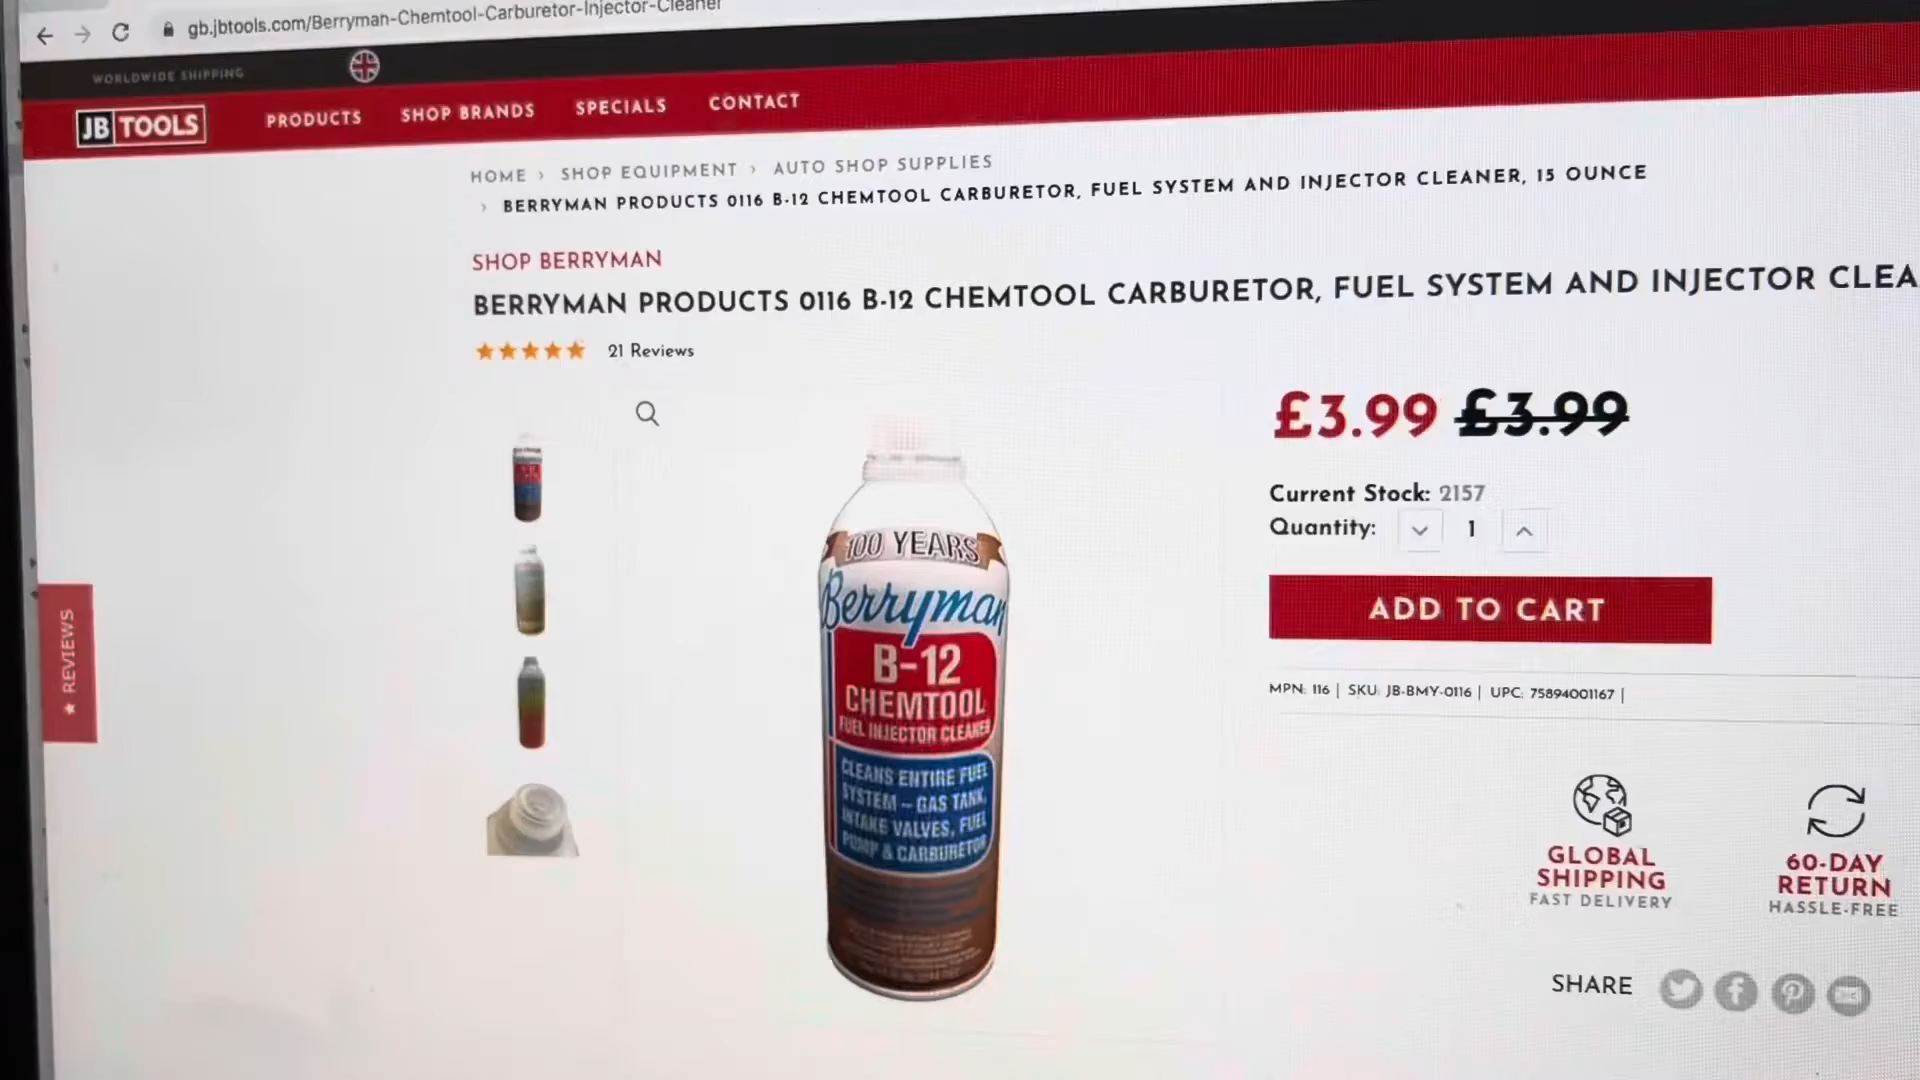 gb.jbtools.com/Berryman-Chemtool-Carburetor-Injector-Cleaner
WORLDWIDE SHIPPING
JB TOOLS
PRODUCTS
SHOP BRANDS
SPECIALS
CONTACT
HOME › SHOP EQUIPMENT › AUTO SHOP SUPPLIES
› BERRYMAN PRODUCTS 0116 B-12 CHEMTOOL CARBURETOR, FUEL SYSTEM AND INJECTOR CLEANER, 15 OUNCE
SHOP BERRYMAN
BERRYMAN PRODUCTS 0116 B-12 CHEMTOOL CARBURETOR, FUEL SYSTEM AND INJECTOR CLEA
21 Reviews
£3.99 £3.99
Current Stock: 2157
Quantity: 1
ADD TO CART
MPN: 116 | SKU: JB-BMY-0116 | UPC: 75894001167 |
★ REVIEWS
100 YEARS
Berryman
B-12
CHEMTOOL
FUEL INJECTOR CLEANER
CLEANS ENTIRE FUEL
SYSTEM – GAS TANK,
INTAKE VALVES, FUEL
PUMP & CARBURETOR
GLOBAL
SHIPPING
FAST DELIVERY
60-DAY
RETURN
HASSLE-FREE
SHARE